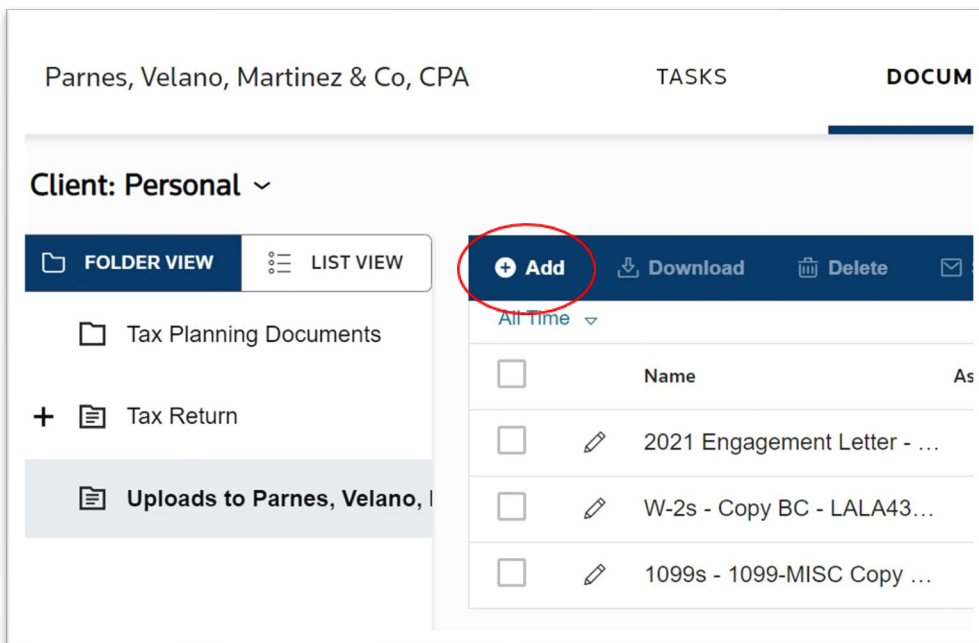 Parnes, Velano, Martinez & Co, CPA TASKS DOCUM
Client: Personal
FOLDER VIEW LIST VIEW
Add Download Delete
All Time
Tax Planning Documents
Tax Return
Uploads to Parnes, Velano,
Name As
2021 Engagement Letter - ...
W-2s - Copy BC - LALA43...
1099s - 1099-MISC Copy ...